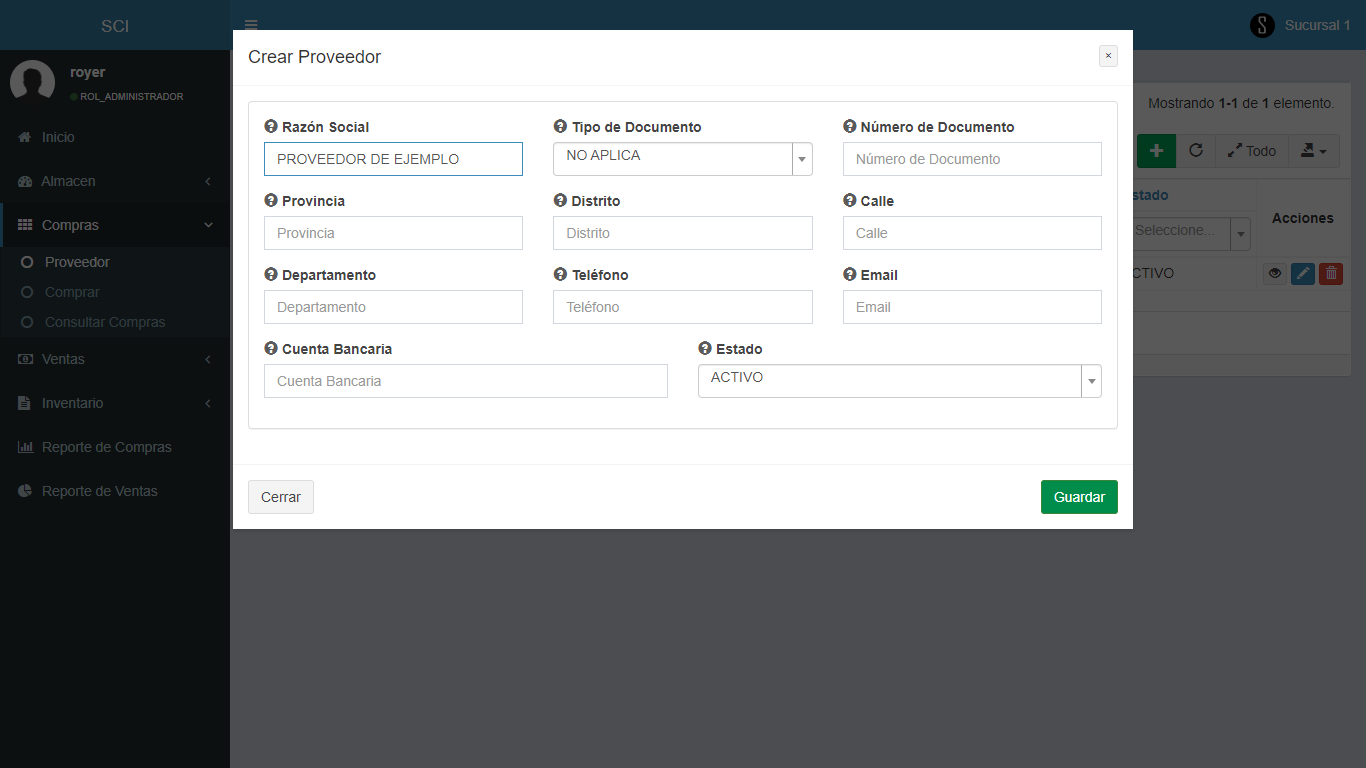 SCI
Sucursal 1
royer
ROL_ADMINISTRADOR
Inicio
Almacen
Compras
Proveedor
Comprar
Consultar Compras
Ventas
Inventario
Reporte de Compras
Reporte de Ventas
Crear Proveedor
×
Razón Social
Tipo de Documento
Número de Documento
PROVEEDOR DE EJEMPLO
NO APLICA
Número de Documento
Provincia
Distrito
Calle
Provincia
Distrito
Calle
Departamento
Teléfono
Email
Departamento
Teléfono
Email
Cuenta Bancaria
Estado
Cuenta Bancaria
ACTIVO
Cerrar
Guardar
Mostrando 1-1 de 1 elemento.
Todo
stado
Acciones
Seleccione...
CTIVO